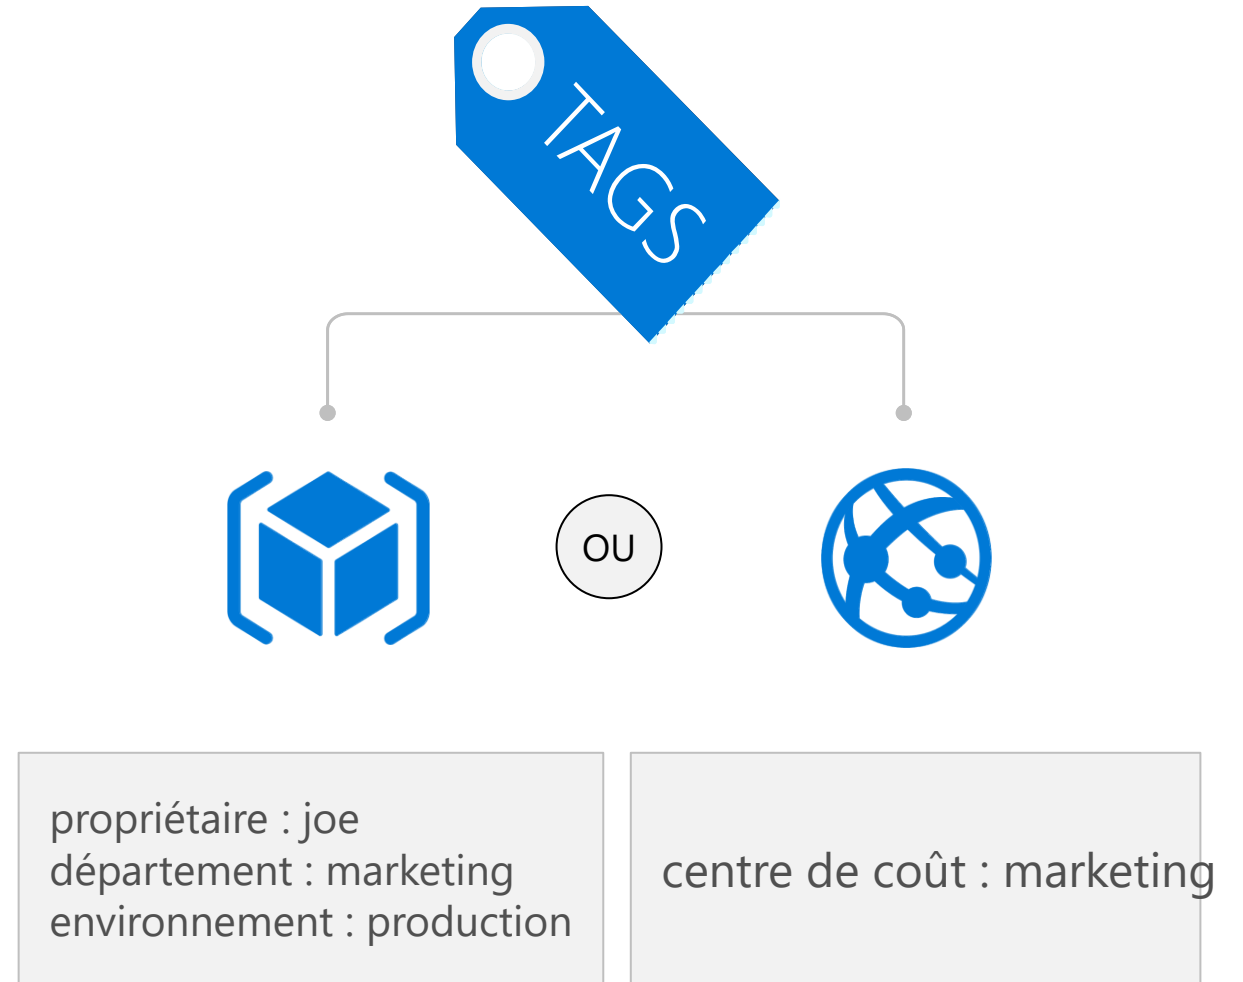 TAGS
OU
propriétaire : joe
département : marketing
environnement : production
centre de coût : marketing